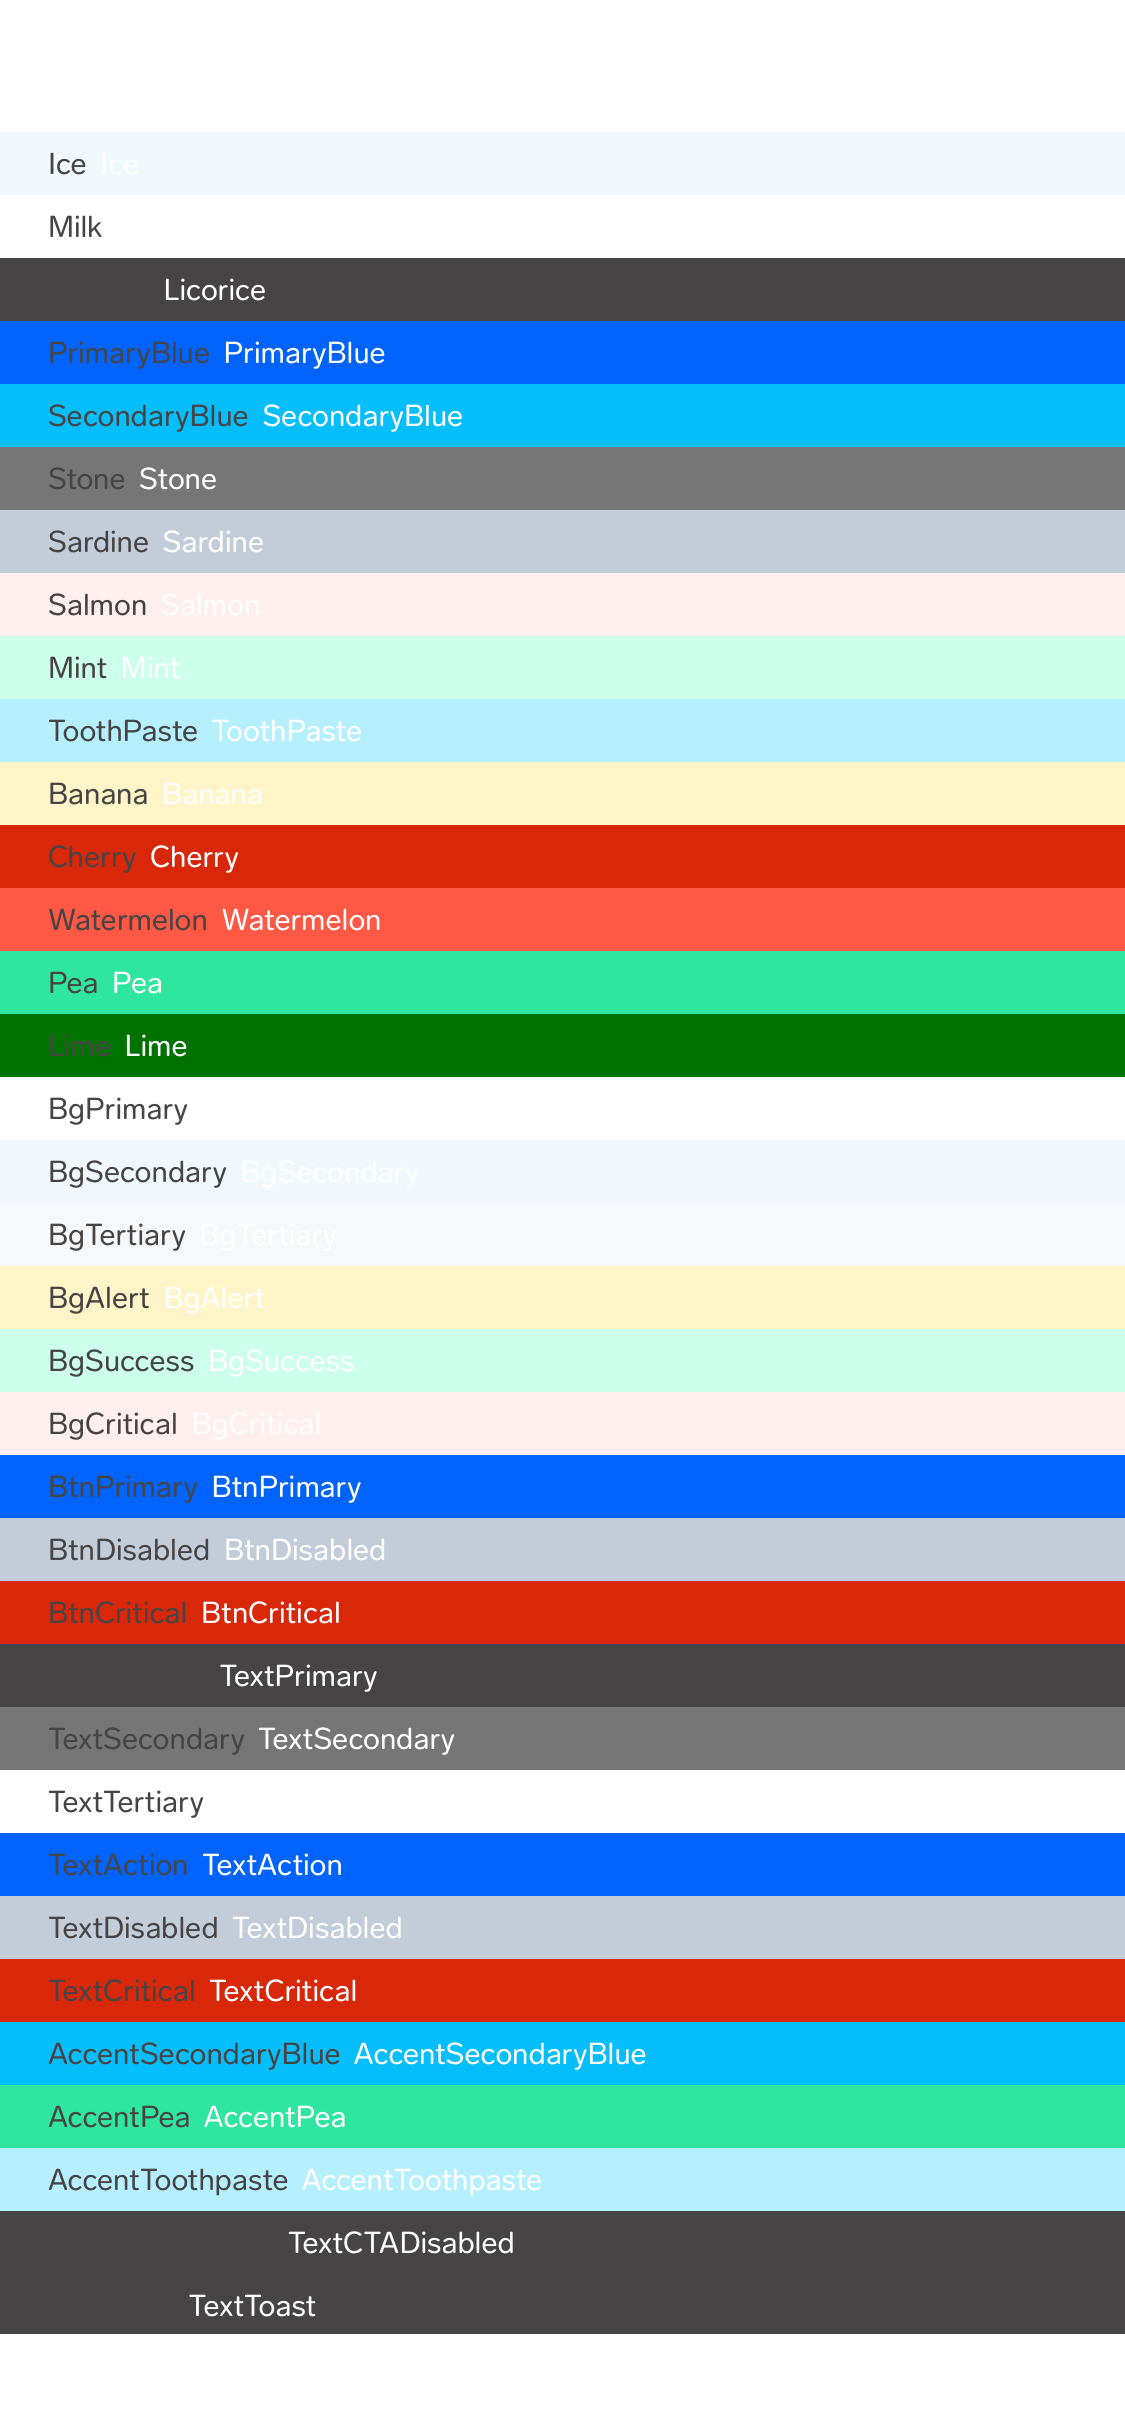 Ice Ice
Milk
Licorice
PrimaryBlue PrimaryBlue
SecondaryBlue SecondaryBlue
Stone Stone
Sardine Sardine
Salmon Salmon
Mint Mint
ToothPaste ToothPaste
Banana Banana
Cherry Cherry
Watermelon Watermelon
Pea Pea
Lime Lime
BgPrimary
BgSecondary BgSecondary
BgTertiary BgTertiary
BgAlert BgAlert
BgSuccess BgSuccess
BgCritical BgCritical
BtnPrimary BtnPrimary
BtnDisabled BtnDisabled
BtnCritical BtnCritical
TextPrimary
TextSecondary TextSecondary
TextTertiary
TextAction TextAction
TextDisabled TextDisabled
TextCritical TextCritical
AccentSecondaryBlue AccentSecondaryBlue
AccentPea AccentPea
AccentToothpaste AccentToothpaste
TextCTADisabled
TextToast